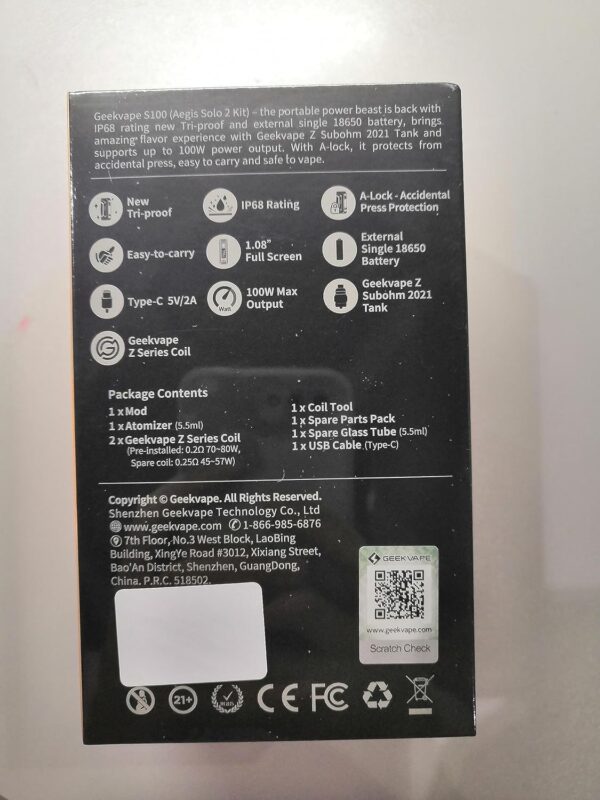 Geekvape S100 (Aegis Solo 2 Kit) – the portable power beast is back with
IP68 rating new Tri-proof and external single 18650 battery, brings
amazing flavor experience with Geekvape Z Subohm 2021 Tank and
supports up to 100W power output. With A-lock, it protects from
accidental press, easy to carry and safe to vape.
New
Tri-proof
IP68 Rating
A-Lock - Accidental
Press Protection
Easy-to-carry
1.08”
Full Screen
External
Single 18650
Battery
Type-C 5V/2A
Watt
100W Max
Output
Geekvape Z
Subohm 2021
Tank
Geekvape
Z Series Coil
Package Contents
1 x Mod
1 x Atomizer (5.5ml)
2 x Geekvape Z Series Coil
(Pre-installed: 0.2Ω 70~80W,
Spare coil: 0.25Ω 45~57W)
1 x Coil Tool
1 x Spare Parts Pack
1 x Spare Glass Tube (5.5ml)
1 x USB Cable (Type-C)
Copyright © Geekvape. All Rights Reserved.
Shenzhen Geekvape Technology Co., Ltd
www.geekvape.com 1-866-985-6876
7th Floor, No.3 West Block, LaoBing
Building, XingYe Road #3012, Xixiang Street,
Bao'An District, Shenzhen, GuangDong,
China. P.R.C. 518502
GEEKVAPE
www.geekvape.com
Scratch Check
21+
CE FC